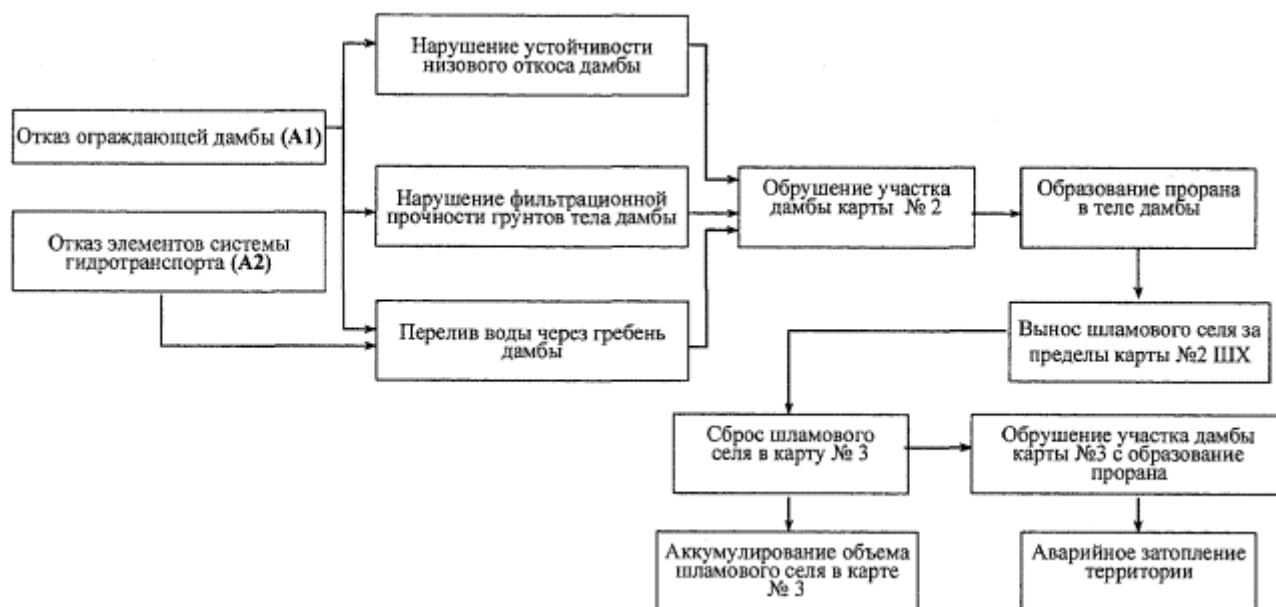 Нарушение устойчивости
низового откоса дамбы
Отказ ограждающей дамбы (А1)
Нарушение фильтрационной
прочности грунтов тела дамбы
Обрушение участка
дамбы карты № 2
Образование прорана
в теле дамбы
Отказ элементов системы
гидротранспорта (А2)
Перелив воды через гребень
дамбы
Вынос шламового селя за
пределы карты №2 ШХ
Сброс шламового
селя в карту № 3
Обрушение участка дамбы
карты №3 с образование
прорана
Аккумулирование объема
шламового селя в карте
№ 3
Аварийное затопление
территории